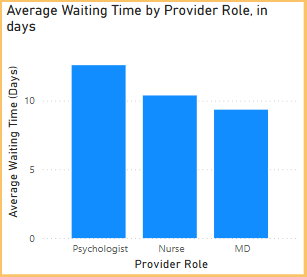 Average Waiting Time by Provider Role, in
days
Average Waiting Time (Days)
10
5
0
Psychologist
Nurse
MD
Provider Role